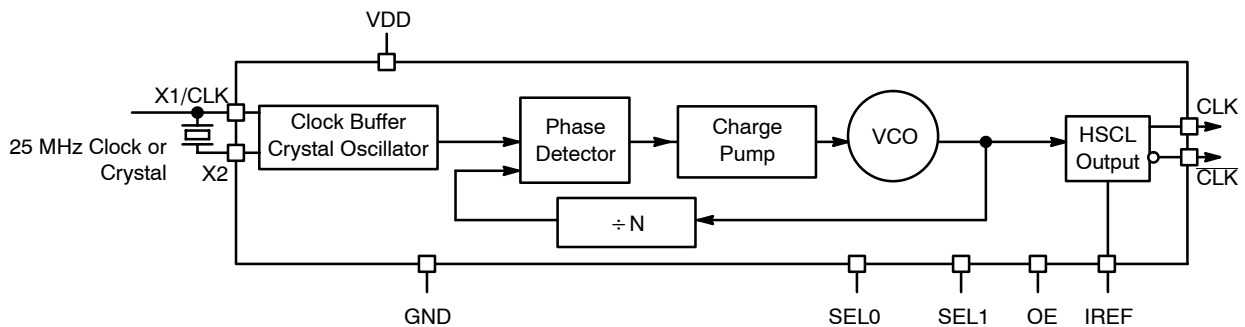 VDD
X1/CLK
25 MHz Clock or
Crystal
X2
Clock Buffer
Crystal Oscillator
Phase
Detector
Charge
Pump
VCO
÷ N
HSCL
Output
CLK
CLK
GND
SEL0
SEL1
OE
IREF